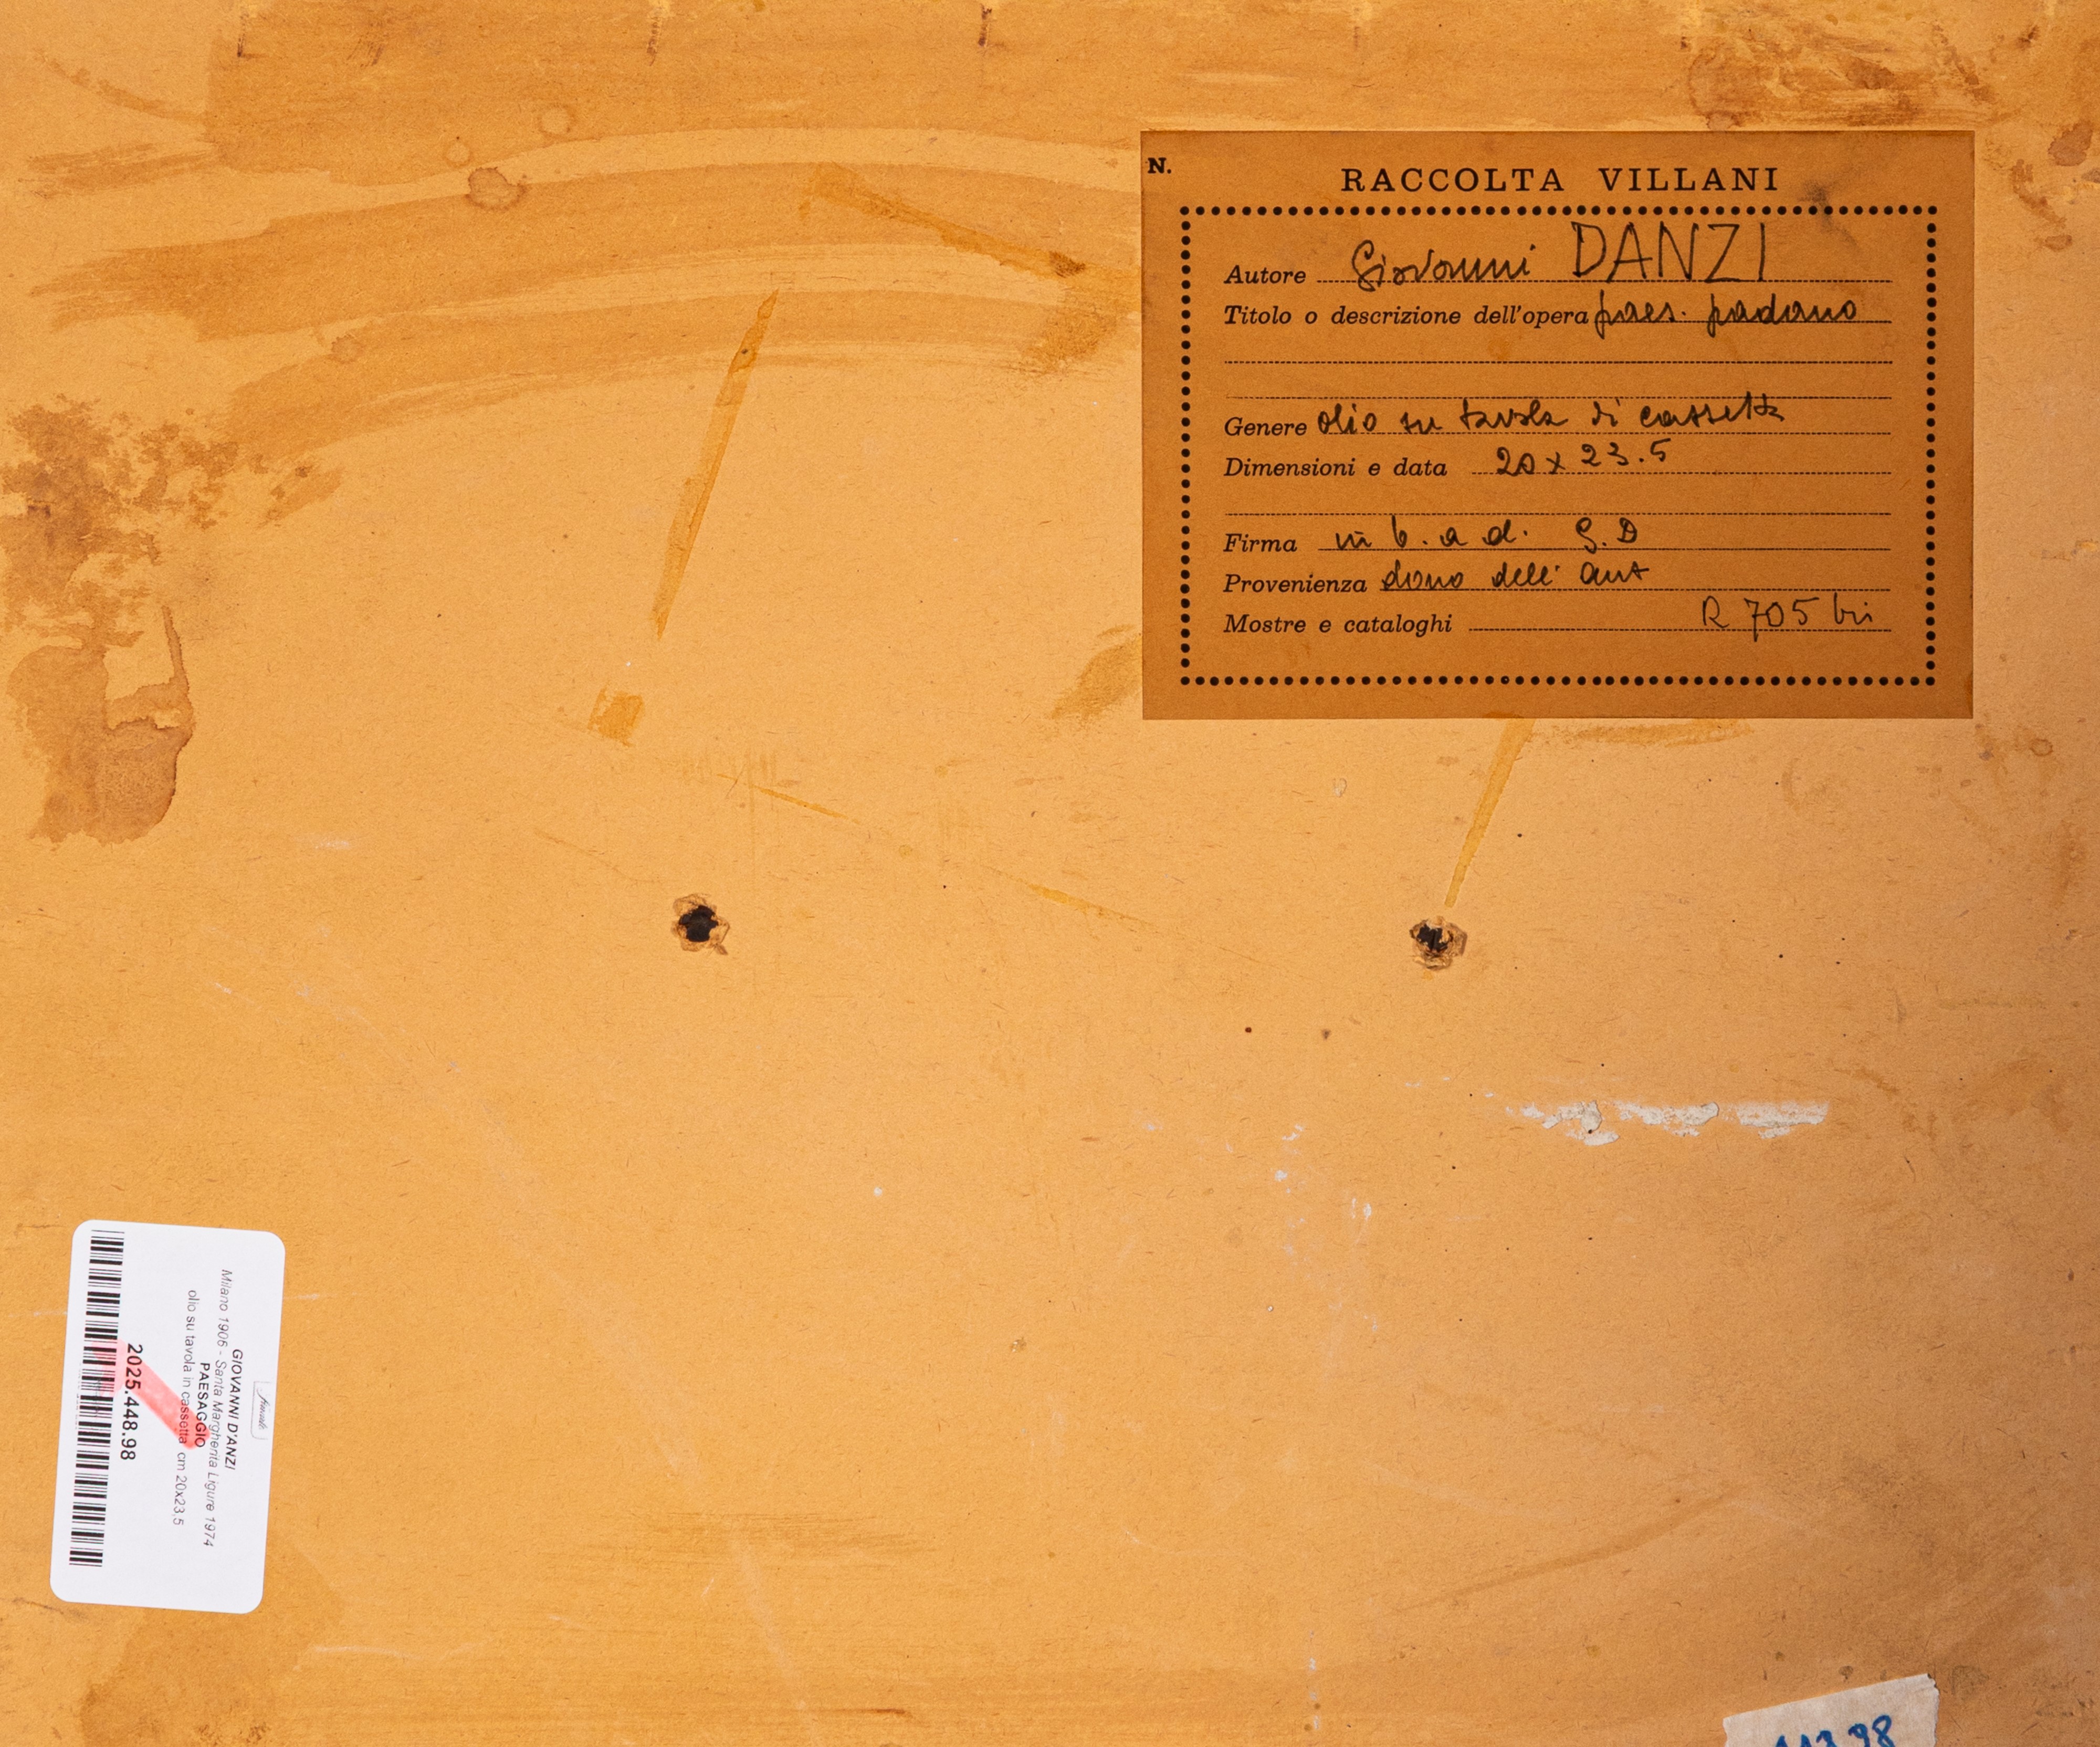 N.
RACCOLTA VILLANI
Autore Giovanni DANZI
Titolo o descrizione dell'opera paes. padano
Genere olio su tavola di cassetta
Dimensioni e data 20 x 23.5
Firma in b. a d. G.D
Provenienza dono dell' aut
Mostre e cataloghi R 705 bis
GIOVANNI D'ANZI
Milano 1906 - Santa Margherita Ligure 1974
PAESAGGIO
olio su tavola in cassetta cm 20x23,5
2025.448.98